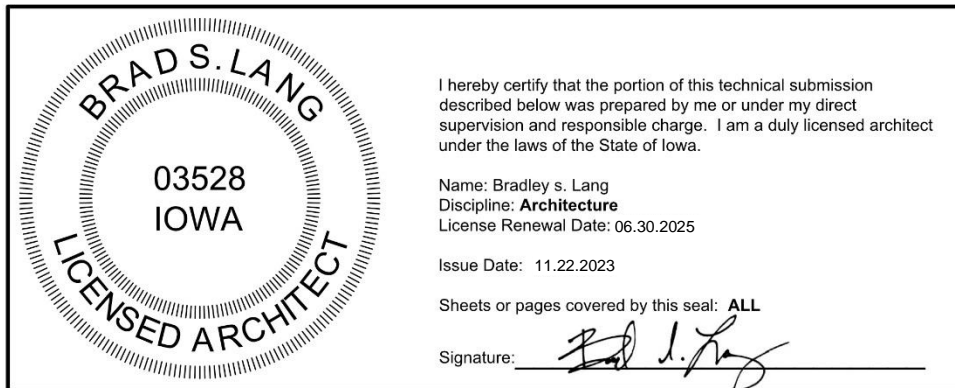 BRAD S. LANG
03528
IOWA
LICENSED ARCHITECT
I hereby certify that the portion of this technical submission
described below was prepared by me or under my direct
supervision and responsible charge.  I am a duly licensed architect
under the laws of the State of Iowa.
Name: Bradley s. Lang
Discipline: Architecture
License Renewal Date: 06.30.2025
Issue Date: 11.22.2023
Sheets or pages covered by this seal: ALL
Signature: Brad S. Lang